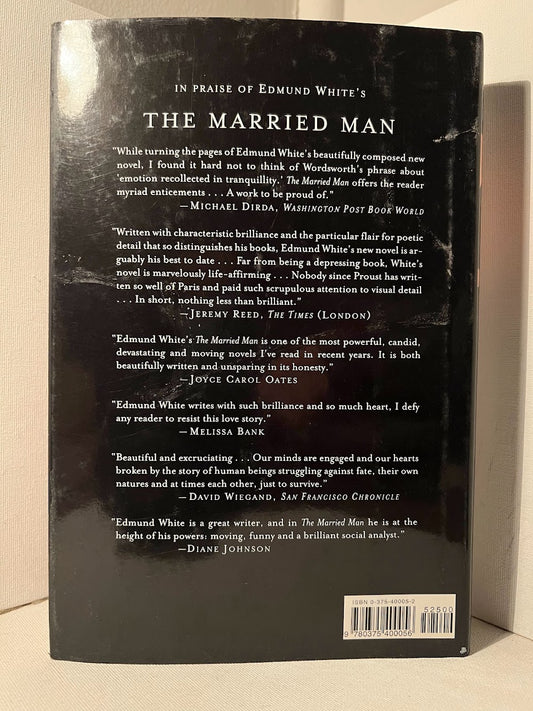 IN PRAISE OF EDMUND WHITE'S
THE MARRIED MAN
"While turning the pages of Edmund White's beautifully composed new
novel, I found it hard not to think of Wordsworth's phrase about
'emotion recollected in tranquillity.' The Married Man offers the reader
myriad enticements . . . A work to be proud of."
—MICHAEL DIRDA, WASHINGTON POST BOOK WORLD
"Written with characteristic brilliance and the particular flair for poetic
detail that so distinguishes his books, Edmund White's new novel is ar-
guably his best to date . . . Far from being a depressing book, White's
novel is marvelously life-affirming . . . Nobody since Proust has writ-
ten so well of Paris and paid such scrupulous attention to visual detail
. . . In short, nothing less than brilliant."
—JEREMY REED, THE TIMES (LONDON)
"Edmund White's The Married Man is one of the most powerful, candid,
devastating and moving novels I've read in recent years. It is both
beautifully written and unsparing in its honesty."
—JOYCE CAROL OATES
"Edmund White writes with such brilliance and so much heart, I defy
any reader to resist this love story."
—MELISSA BANK
"Beautiful and excruciating . . . Our minds are engaged and our hearts
broken by the story of human beings struggling against fate, their own
natures and at times each other, just to survive."
—DAVID WIEGAND, SAN FRANCISCO CHRONICLE
"Edmund White is a great writer, and in The Married Man he is at the
height of his powers: moving, funny and a brilliant social analyst."
—DIANE JOHNSON
ISBN 0-375-40005-2
52500
9 780375 400056